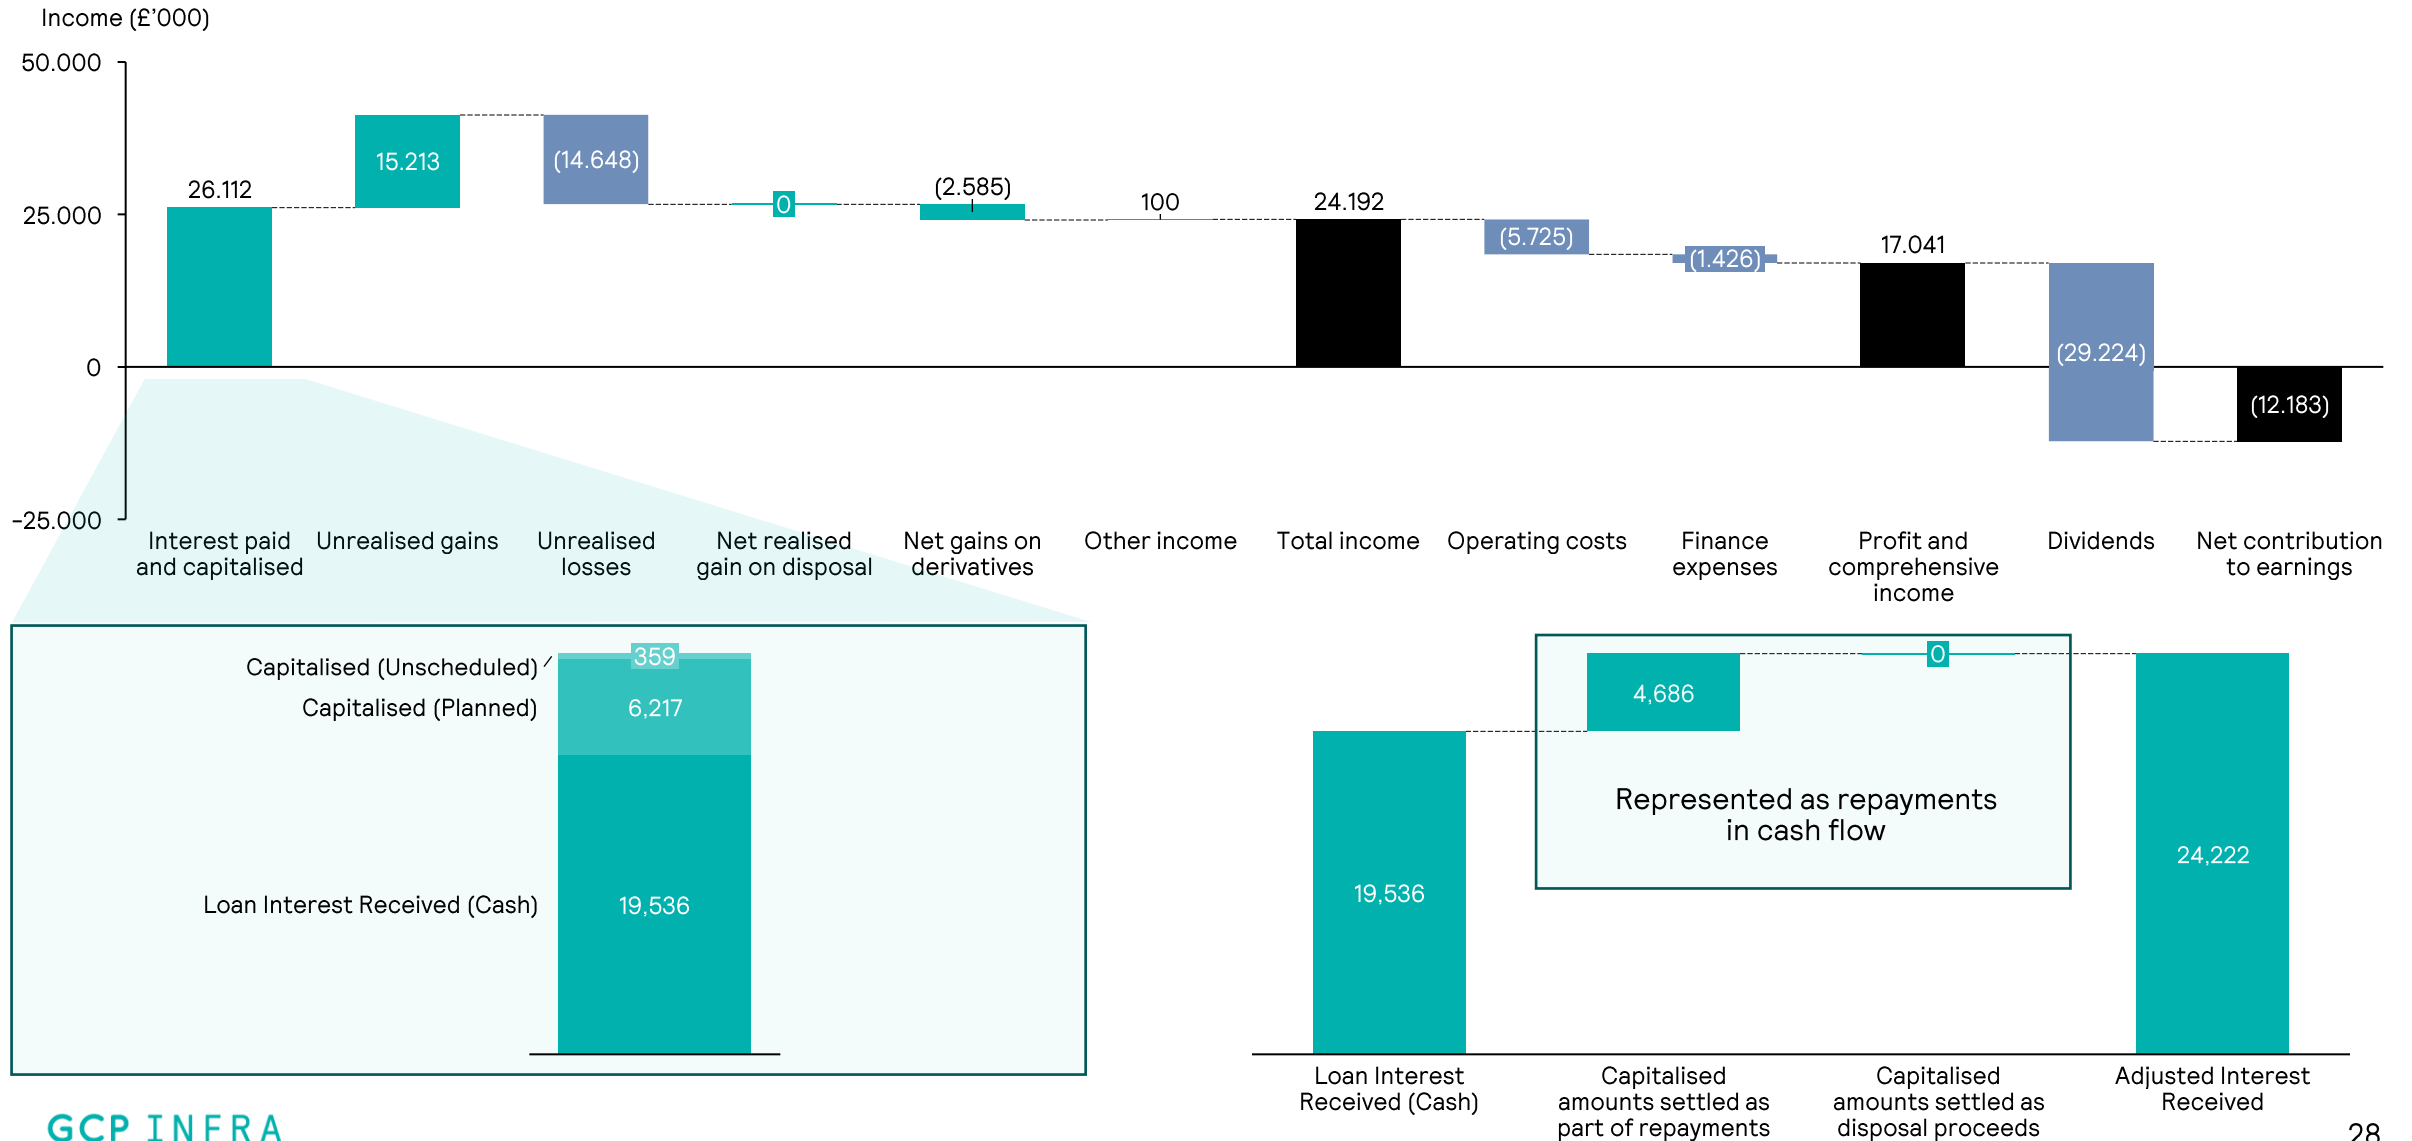 Income (£’000)
50.000
25.000
0
-25.000
26.112
15.213
(14.648)
0
(2.585)
100
24.192
(5.725)
(1.426)
17.041
(29.224)
(12.183)
Interest paid
and capitalised
Unrealised gains
Unrealised
losses
Net realised
gain on disposal
Net gains on
derivatives
Other income
Total income
Operating costs
Finance
expenses
Profit and
comprehensive
income
Dividends
Net contribution
to earnings
Capitalised (Unscheduled)
359
Capitalised (Planned)
6,217
Loan Interest Received (Cash)
19,536
19,536
4,686
0
24,222
Represented as repayments
in cash flow
Loan Interest
Received (Cash)
Capitalised
amounts settled as
part of repayments
Capitalised
amounts settled as
disposal proceeds
Adjusted Interest
Received
GCP INFRA
28